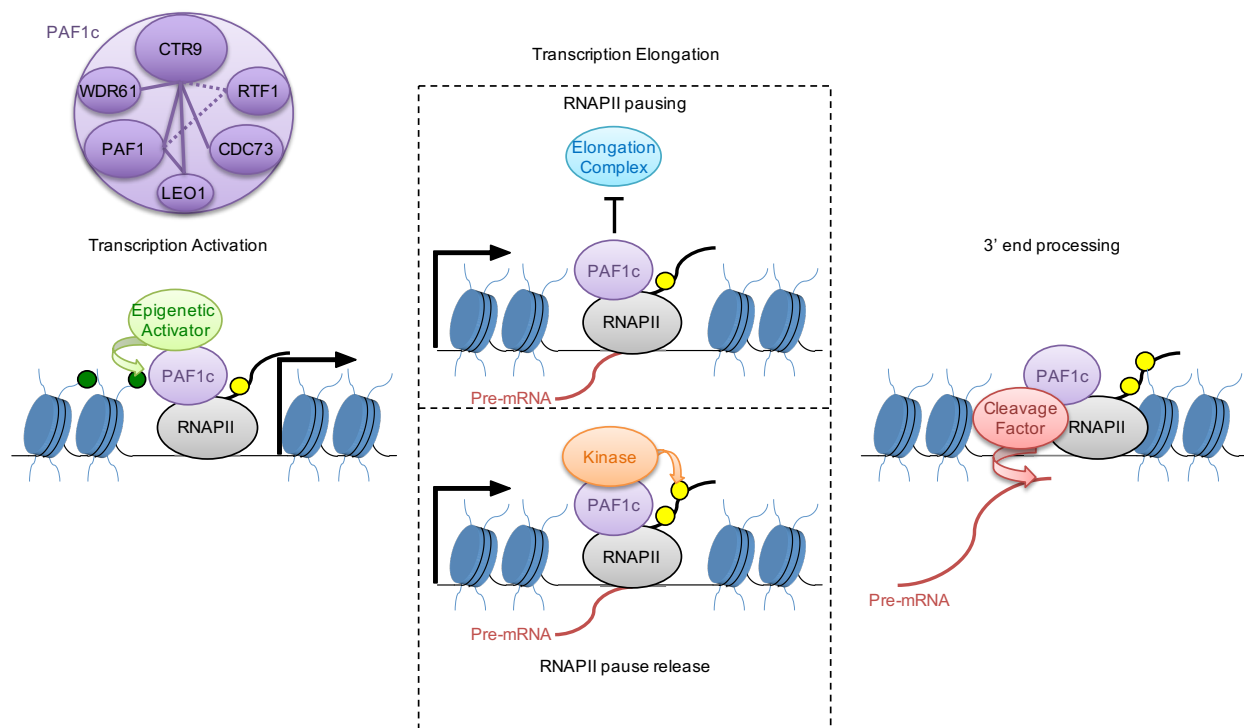 PAF1c
CTR9
WDR61
RTF1
PAF1
CDC73
LEO1
Transcription Activation
Epigenetic
Activator
PAF1c
RNAPII
Transcription Elongation
RNAPII pausing
Elongation
Complex
PAF1c
RNAPII
Pre-mRNA
Kinase
PAF1c
RNAPII
Pre-mRNA
RNAPII pause release
3’ end processing
PAF1c
Cleavage
Factor
RNAPII
Pre-mRNA